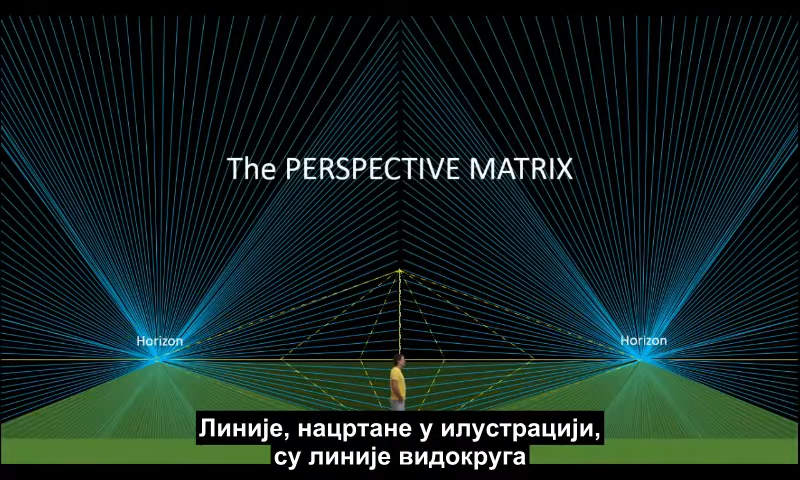 The PERSPECTIVE MATRIX
Horizon
Horizon
Линије, нацртане у илустрацији,
су линије видокруга